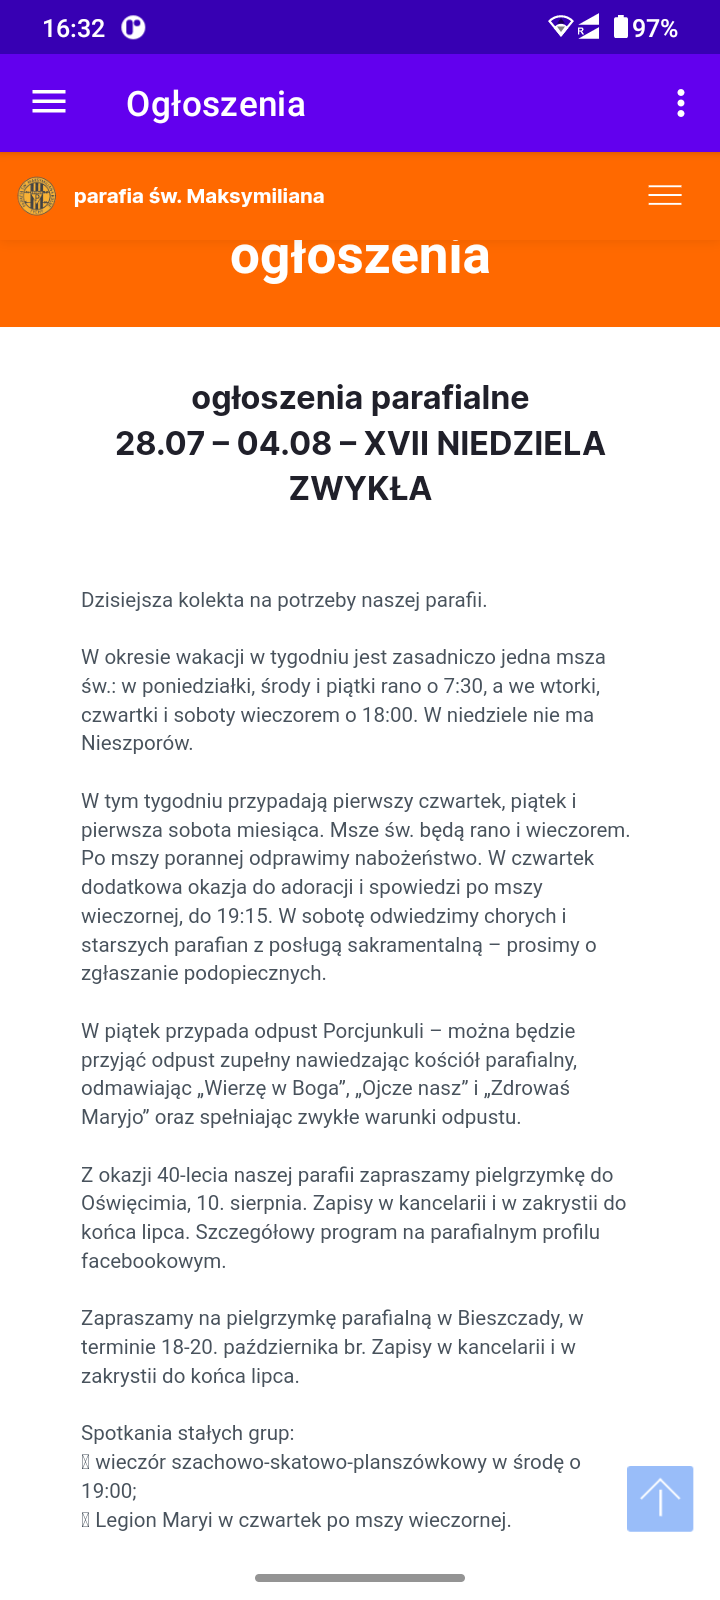 16:32
R
97%
Ogłoszenia
parafia św. Maksymiliana
ogłoszenia
ogłoszenia parafialne
28.07 – 04.08 – XVII NIEDZIELA
ZWYKŁA
Dzisiejsza kolekta na potrzeby naszej parafii.
W okresie wakacji w tygodniu jest zasadniczo jedna msza
św.: w poniedziałki, środy i piątki rano o 7:30, a we wtorki,
czwartki i soboty wieczorem o 18:00. W niedziele nie ma
Nieszporów.
W tym tygodniu przypadają pierwszy czwartek, piątek i
pierwsza sobota miesiąca. Msze św. będą rano i wieczorem.
Po mszy porannej odprawimy nabożeństwo. W czwartek
dodatkowa okazja do adoracji i spowiedzi po mszy
wieczornej, do 19:15. W sobotę odwiedzimy chorych i
starszych parafian z posługą sakramentalną – prosimy o
zgłaszanie podopiecznych.
W piątek przypada odpust Porcjunkuli – można będzie
przyjąć odpust zupełny nawiedzając kościół parafialny,
odmawiając „Wierzę w Boga”, „Ojcze nasz” i „Zdrowaś
Maryjo” oraz spełniając zwykłe warunki odpustu.
Z okazji 40-lecia naszej parafii zapraszamy pielgrzymkę do
Oświęcimia, 10. sierpnia. Zapisy w kancelarii i w zakrystii do
końca lipca. Szczegółowy program na parafialnym profilu
facebookowym.
Zapraszamy na pielgrzymkę parafialną w Bieszczady, w
terminie 18-20. października br. Zapisy w kancelarii i w
zakrystii do końca lipca.
Spotkania stałych grup:
wieczór szachowo-skatowo-planszówkowy w środę o
19:00;
Legion Maryi w czwartek po mszy wieczornej.